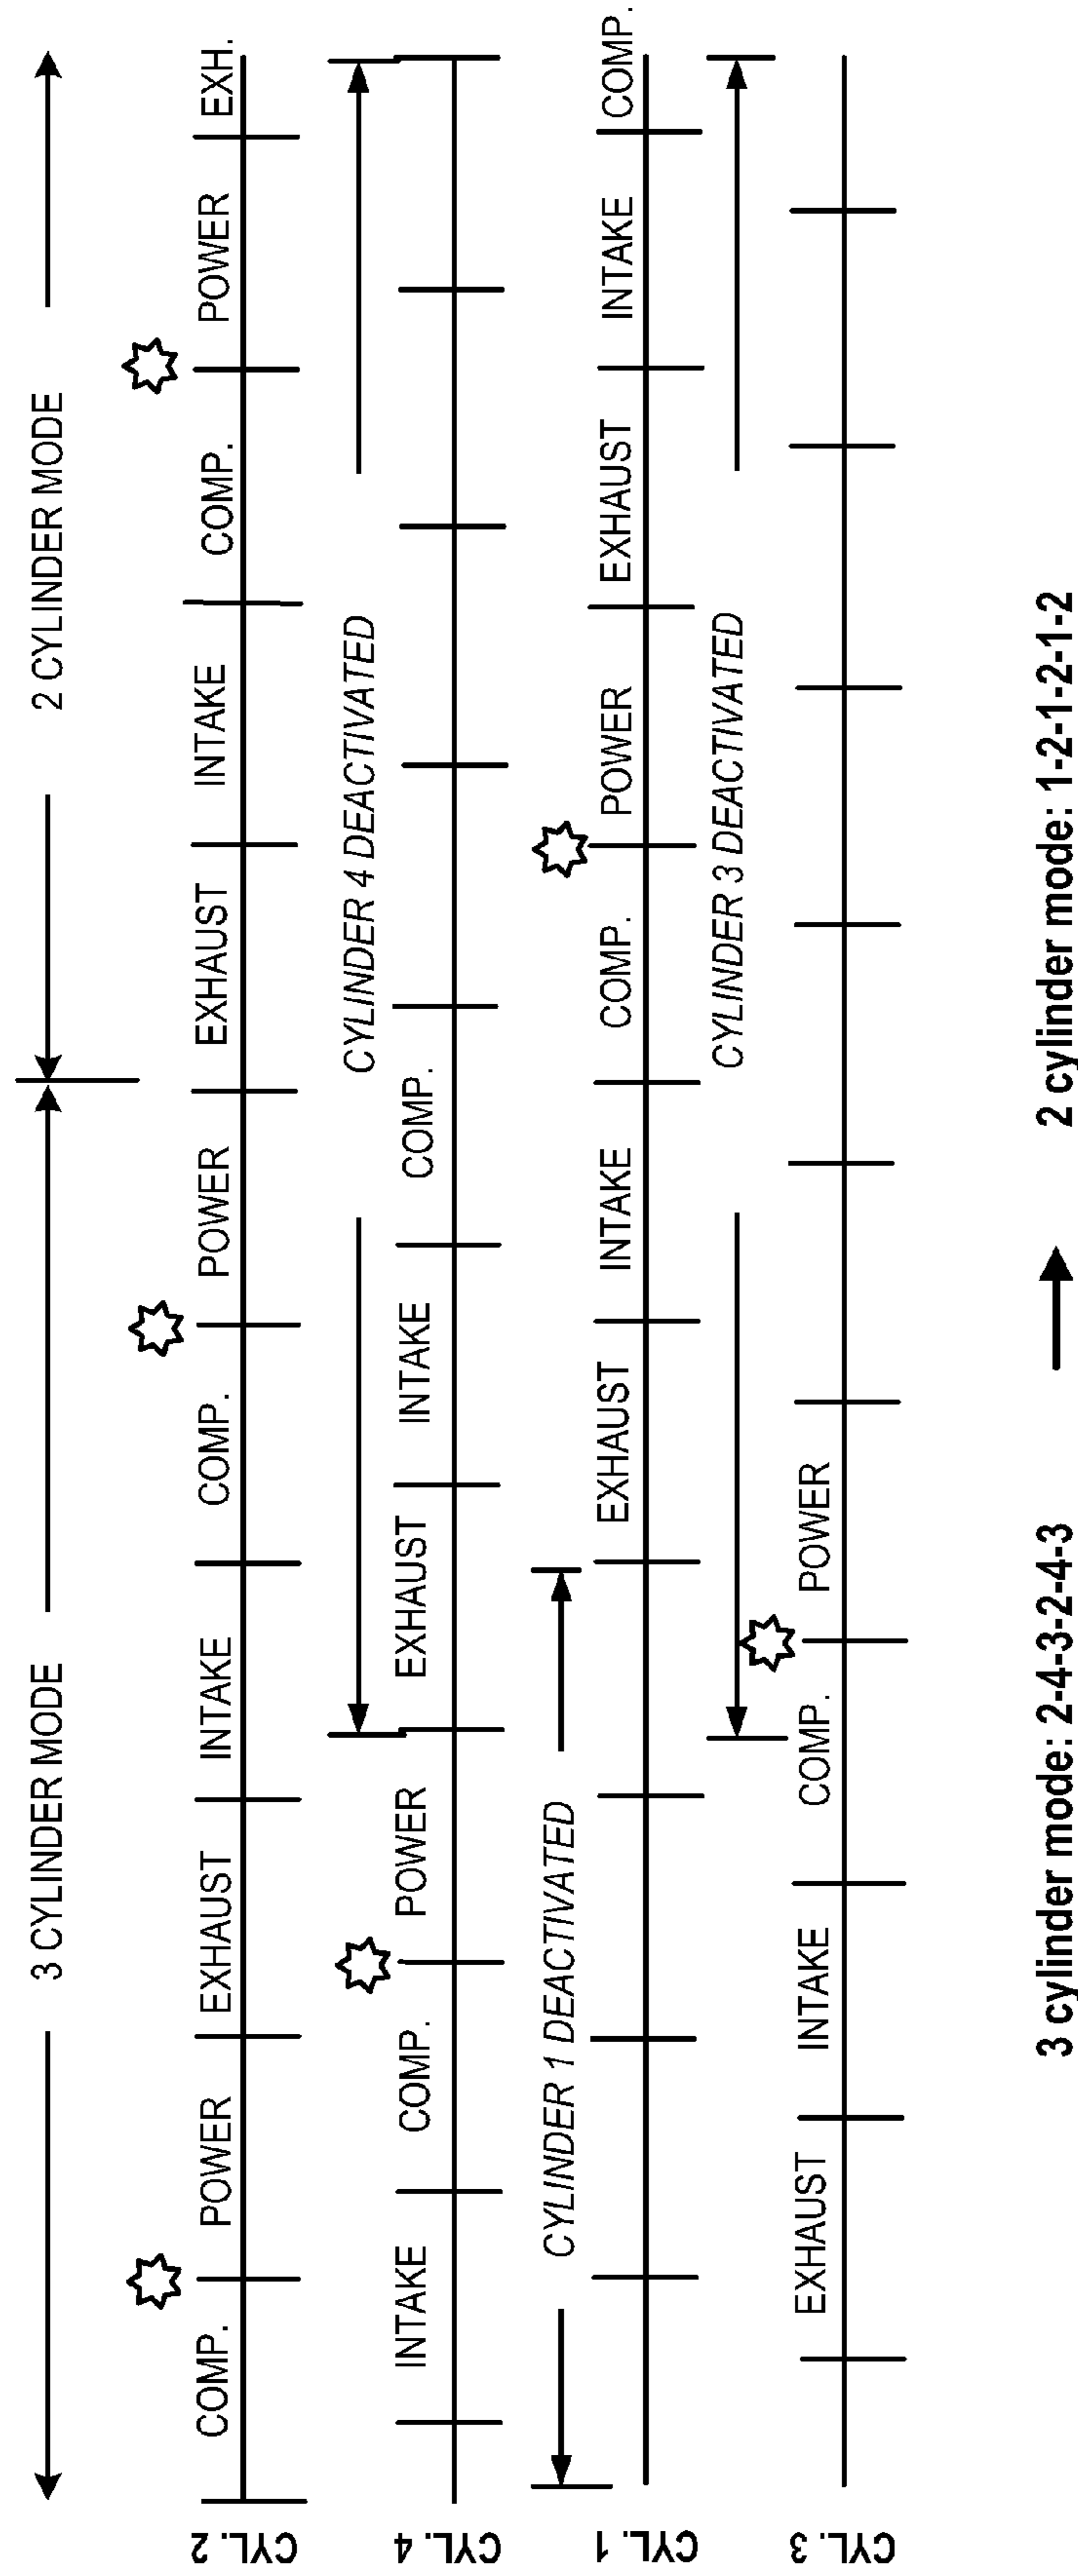 3 CYLINDER MODE 2 CYLINDER MODE
CYL. 2 COMP. POWER EXHAUST INTAKE COMP. POWER EXHAUST INTAKE COMP. POWER EXH.
CYLINDER 4 DEACTIVATED
CYL. 4 INTAKE COMP. POWER EXHAUST INTAKE COMP.
CYLINDER 1 DEACTIVATED
CYL. 1 EXHAUST INTAKE COMP. POWER EXHAUST INTAKE COMP.
CYLINDER 3 DEACTIVATED
CYL. 3 EXHAUST INTAKE COMP. POWER
3 cylinder mode: 2-4-3-2-4-3 2 cylinder mode: 1-2-1-2-1-2